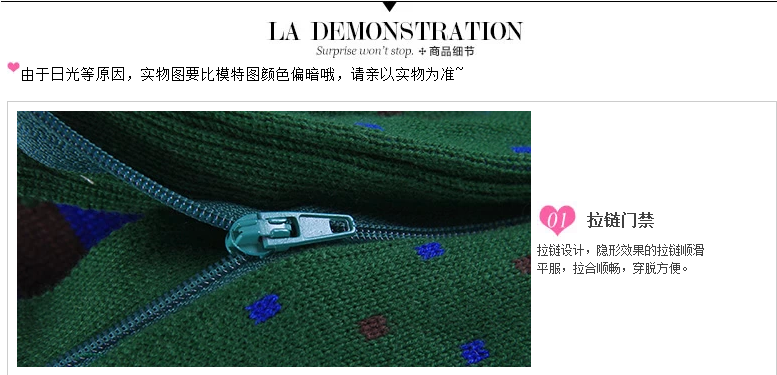 LA DEMONSTRATION
Surprise won't stop. ✣商品细节
由于日光等原因，实物图要比模特图颜色偏暗哦，请亲以实物为准~
01 拉链门禁
拉链设计，隐形效果的拉链顺滑
平服，拉合顺畅，穿脱方便。